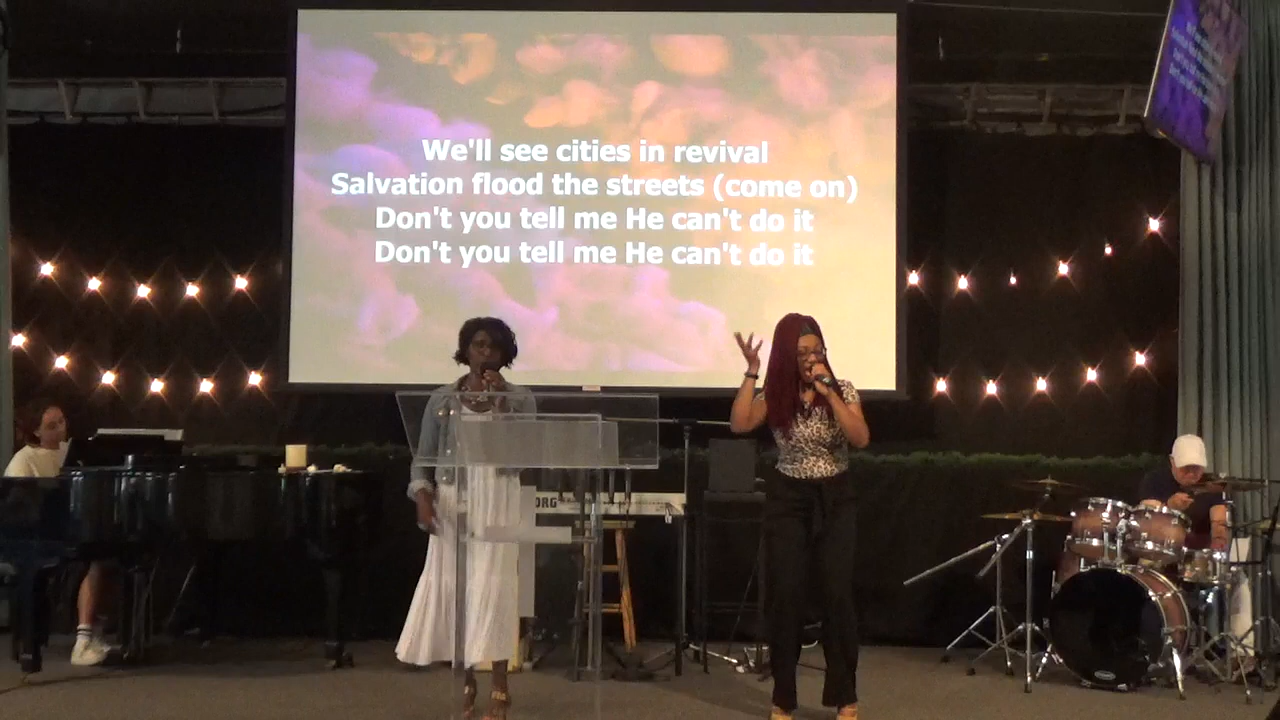 We'll see cities in revival
Salvation flood the streets (come on)
Don't you tell me He can't do it
Don't you tell me He can't do it
KORG